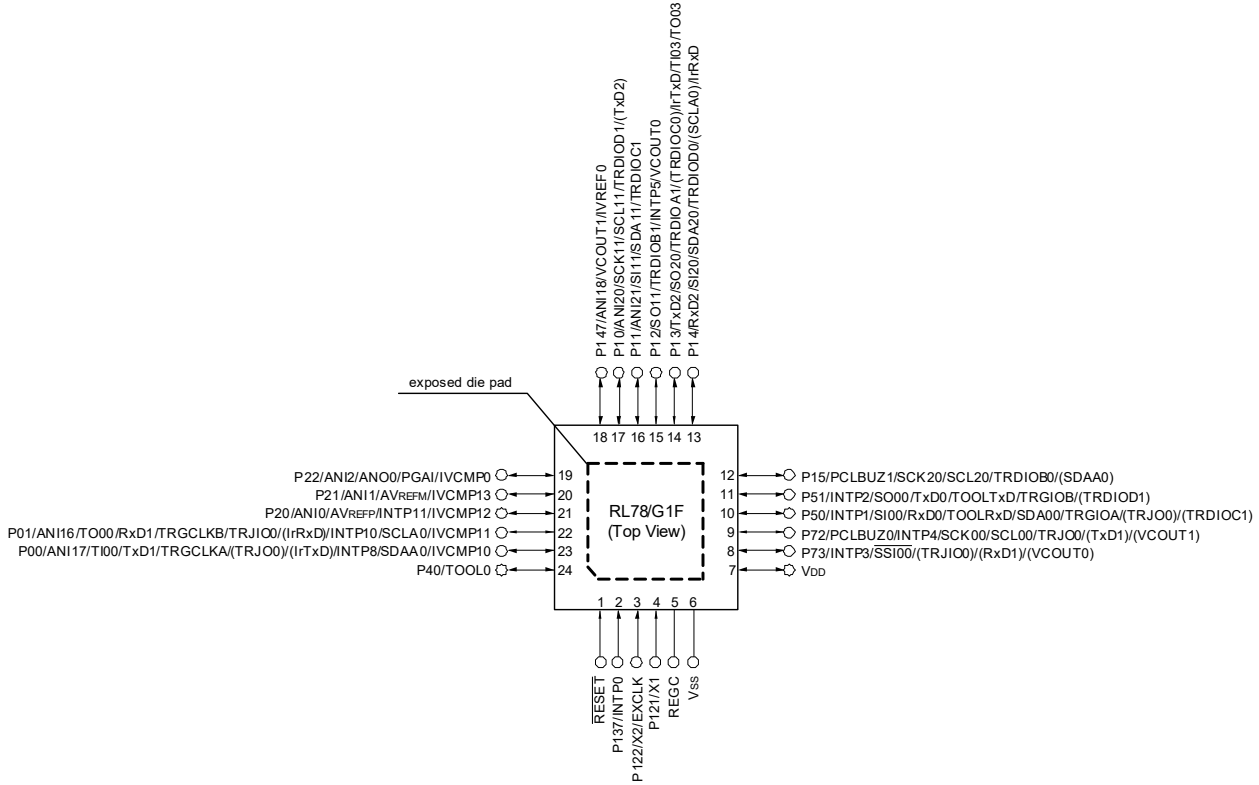 P147/ANI18/VCOUT1/IVREF0
P10/ANI20/SCK11/SCL11/TRDIOD1/(TxD2)
P11/ANI21/SI11/SDA11/TRDIOC1
P12/SO11/TRDIOB1/INTP5/VCOUT0
P13/TxD2/SO20/TRDIOA1/(TRDIOC0)/IrTxD/TI03/TO03
P14/RxD2/SI20/SDA20/TRDIOD0/(SCLA0)/IrRxD
exposed die pad
18 17 16 15 14 13
P22/ANI2/ANO0/PGAI/IVCMP0 19
P21/ANI1/AVREFM/IVCMP13 20
P20/ANI0/AVREFP/INTP11/IVCMP12 21
P01/ANI16/TO00/RxD1/TRGCLKB/TRJIO0/(IrRxD)/INTP10/SCLA0/IVCMP11 22
P00/ANI17/TI00/TxD1/TRGCLKA/(TRJO0)/(IrTxD)/INTP8/SDAA0/IVCMP10 23
P40/TOOL0 24
RL78/G1F
(Top View)
12 P15/PCLBUZ1/SCK20/SCL20/TRDIOB0/(SDAA0)
11 P51/INTP2/SO00/TxD0/TOOLTxD/TRGIOB/(TRDIOD1)
10 P50/INTP1/SI00/RxD0/TOOLRxD/SDA00/TRGIOA/(TRJO0)/(TRDIOC1)
9 P72/PCLBUZ0/INTP4/SCK00/SCL00/TRJO0/(TxD1)/(VCOUT1)
8 P73/INTP3/SSI00/(TRJIO0)/(RxD1)/(VCOUT0)
7 VDD
1 2 3 4 5 6
RESET
P137/INTP0
P122/X2/EXCLK
P121/X1
REGC
Vss